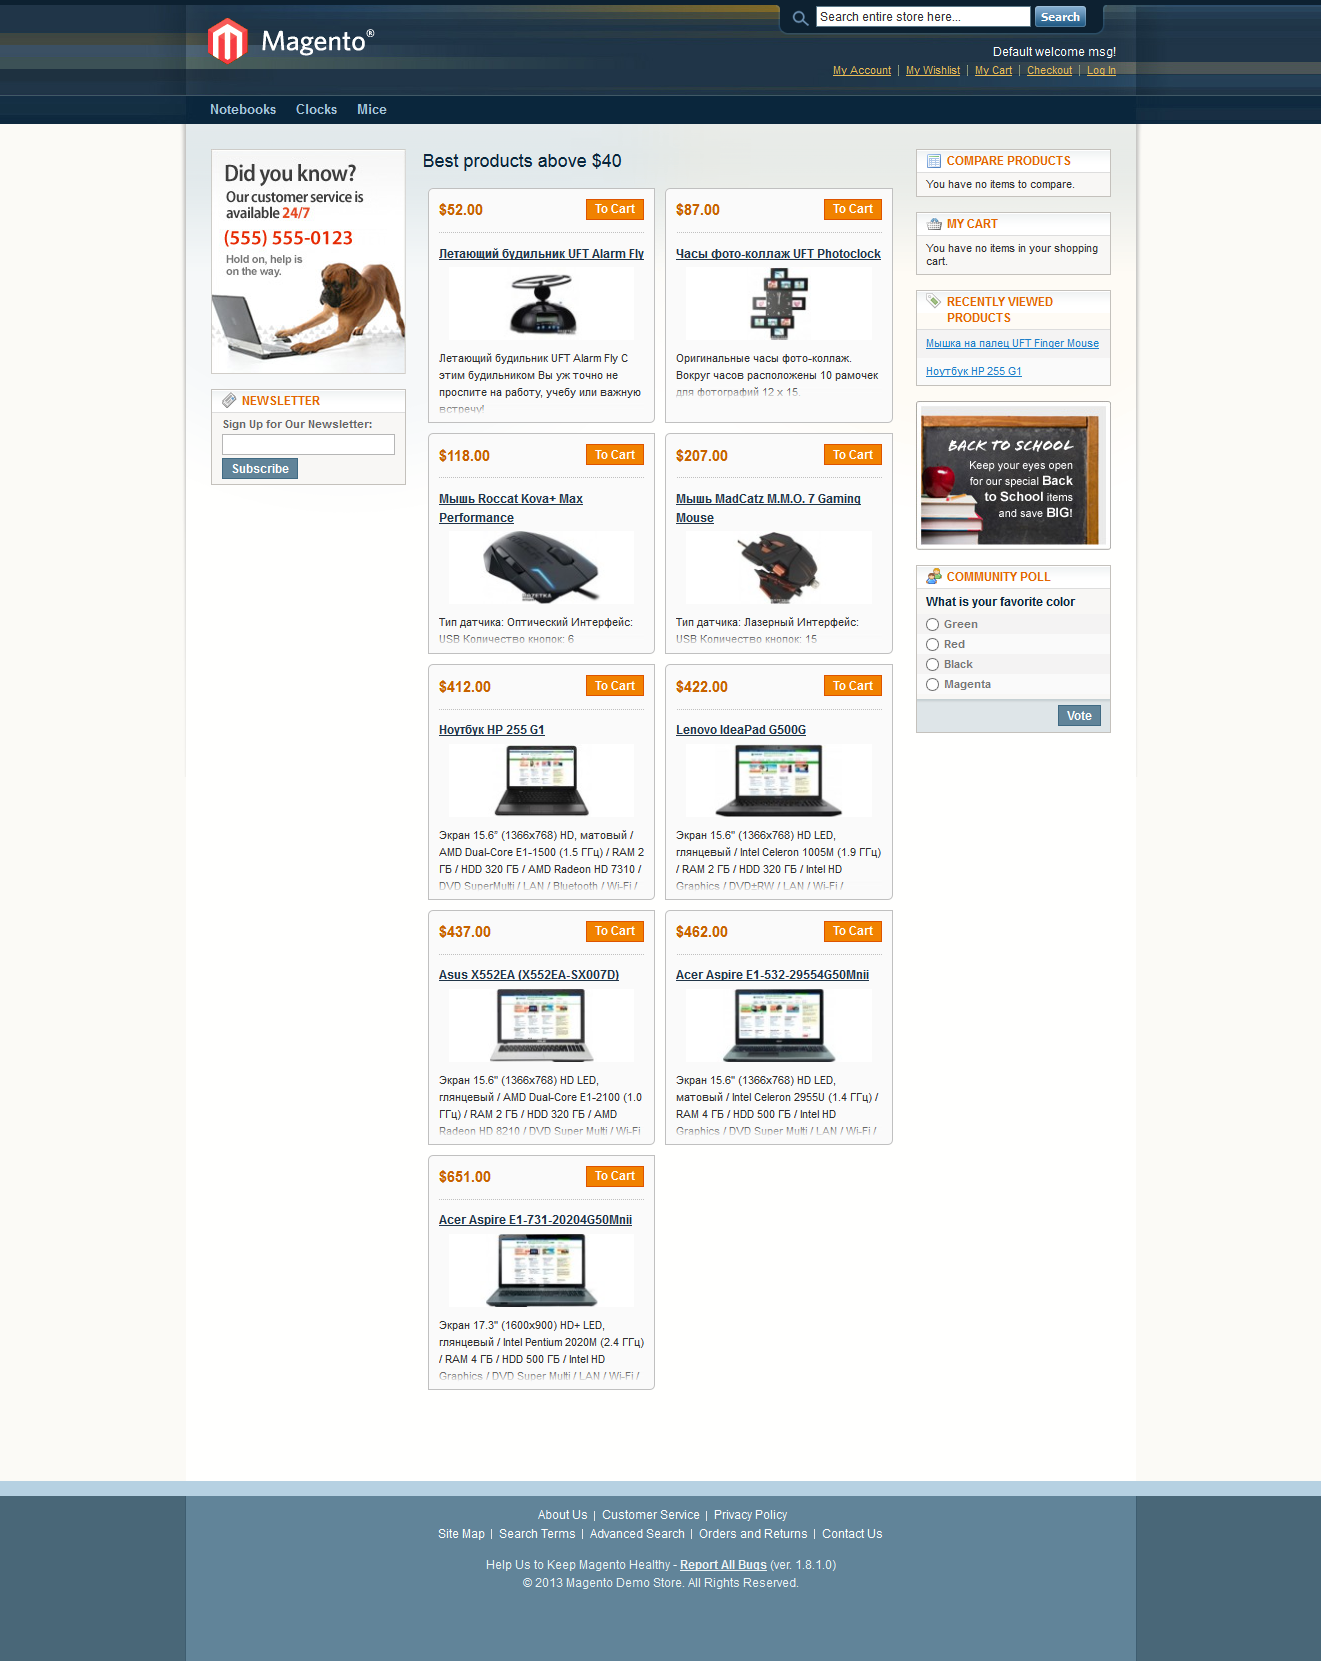 Magento®
Search entire store here...
Search
Default welcome msg!
My Account | My Wishlist | My Cart | Checkout | Log In
Notebooks Clocks Mice
Did you know?
Our customer service is
available 24/7
(555) 555-0123
Hold on, help is
on the way.
NEWSLETTER
Sign Up for Our Newsletter:
Subscribe
Best products above $40
$52.00 To Cart
Летающий будильник UFT Alarm Fly
Летающий будильник UFT Alarm Fly С
этим будильником Вы уж точно не
проспите на работу, учебу или важную
встречу!
$87.00 To Cart
Часы фото-коллаж UFT Photoclock
Оригинальные часы фото-коллаж.
Вокруг часов расположены 10 рамочек
для фотографий 12 х 15.
$118.00 To Cart
Мышь Roccat Kova+ Max
Performance
Тип датчика: Оптический Интерфейс:
USB Количество кнопок: 6
$207.00 To Cart
Мышь MadCatz M.M.O. 7 Gaming
Mouse
Тип датчика: Лазерный Интерфейс:
USB Количество кнопок: 15
$412.00 To Cart
Ноутбук HP 255 G1
Экран 15.6" (1366x768) HD, матовый /
AMD Dual-Core E1-1500 (1.5 ГГц) / RAM 2
ГБ / HDD 320 ГБ / AMD Radeon HD 7310 /
DVD SuperMulti / LAN / Bluetooth / Wi-Fi /
$422.00 To Cart
Lenovo IdeaPad G500G
Экран 15.6" (1366x768) HD LED,
глянцевый / Intel Celeron 1005M (1.9 ГГц)
/ RAM 2 ГБ / HDD 320 ГБ / Intel HD
Graphics / DVD±RW / LAN / Wi-Fi /
$437.00 To Cart
Asus X552EA (X552EA-SX007D)
Экран 15.6" (1366x768) HD LED,
глянцевый / AMD Dual-Core E1-2100 (1.0
ГГц) / RAM 2 ГБ / HDD 320 ГБ / AMD
Radeon HD 8210 / DVD Super Multi / Wi-Fi
$462.00 To Cart
Acer Aspire E1-532-29554G50Mnii
Экран 15.6" (1366x768) HD LED,
матовый / Intel Celeron 2955U (1.4 ГГц) /
RAM 4 ГБ / HDD 500 ГБ / Intel HD
Graphics / DVD Super Multi / LAN / Wi-Fi /
$651.00 To Cart
Acer Aspire E1-731-20204G50Mnii
Экран 17.3" (1600x900) HD+ LED,
глянцевый / Intel Pentium 2020M (2.4 ГГц)
/ RAM 4 ГБ / HDD 500 ГБ / Intel HD
Graphics / DVD Super Multi / LAN / Wi-Fi /
COMPARE PRODUCTS
You have no items to compare.
MY CART
You have no items in your shopping
cart.
RECENTLY VIEWED
PRODUCTS
Мышка на палец UFT Finger Mouse
Ноутбук HP 255 G1
BACK TO SCHOOL
Keep your eyes open
for our special Back
to School items
and save BIG!
COMMUNITY POLL
What is your favorite color
Green
Red
Black
Magenta
Vote
About Us | Customer Service | Privacy Policy
Site Map | Search Terms | Advanced Search | Orders and Returns | Contact Us
Help Us to Keep Magento Healthy - Report All Bugs (ver. 1.8.1.0)
© 2013 Magento Demo Store. All Rights Reserved.